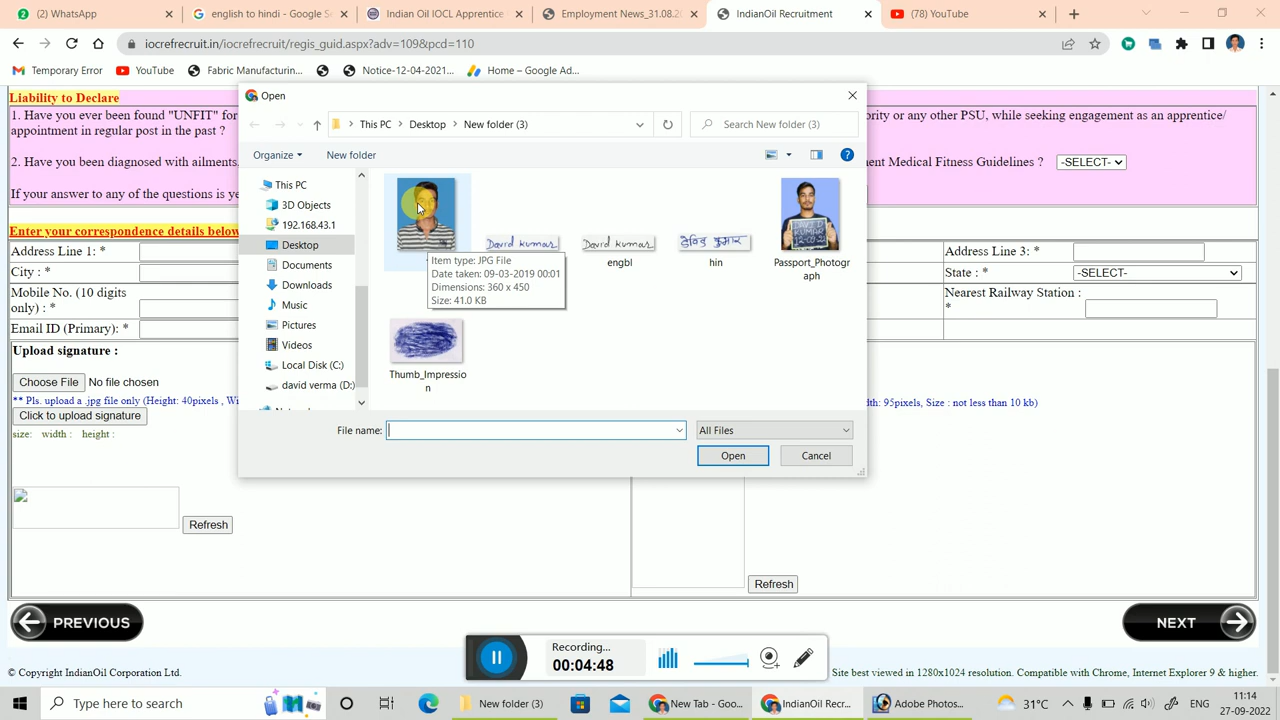 WhatsApp
english to hindi - Google Se
Indian Oil IOCL Apprentice
Employment News_31.08.
IndianOil Recruitment
(78) YouTube
iocrefrecruit.in/iocrefrecruit/regis_guid.aspx?adv=109&pcd=110
Temporary Error
YouTube
Fabric Manufacturin...
Notice-12-04-2021...
Home – Google Ad...
Liability to Declare
1. Have you ever been found "UNFIT" for
ority or any other PSU, while seeking engagement as an apprentice/
appointment in regular post in the past ?
2. Have you been diagnosed with ailments,
ent Medical Fitness Guidelines ?
-SELECT-
If your answer to any of the questions is ye
Enter your correspondence details below
Address Line 1: *
Address Line 3: *
City : *
State : *
-SELECT-
Mobile No. (10 digits
only) : *
Nearest Railway Station :
*
Email ID (Primary): *
Upload signature :
Choose File
No file chosen
** Pls. upload a .jpg file only (Height: 40pixels , Wi
dth: 95pixels, Size : not less than 10 kb)
Click to upload signature
size: width : height :
Refresh
Refresh
PREVIOUS
NEXT
Open
This PC
Desktop
New folder (3)
Search New folder (3)
Organize
New folder
This PC
3D Objects
192.168.43.1
Desktop
Documents
Downloads
Music
Pictures
Videos
Local Disk (C:)
david verma (D:)
David kumar
David kumar
engbl
देविड कुमार
hin
DAVID
KUMAR
Passport_Photogr
aph
Item type: JPG File
Date taken: 09-03-2019 00:01
Dimensions: 360 x 450
Size: 41.0 KB
Thumb_Impressio
n
File name:
All Files
Open
Cancel
Recording...
00:04:48
© Copyright IndianOil Corporation Ltd.
Site best viewed in 1280x1024 resolution. Compatible with Chrome, Internet Explorer 9 & higher.
Type here to search
New folder (3)
New Tab - Goo...
IndianOil Recr...
Adobe Photos...
31°C
ENG
11:14
27-09-2022